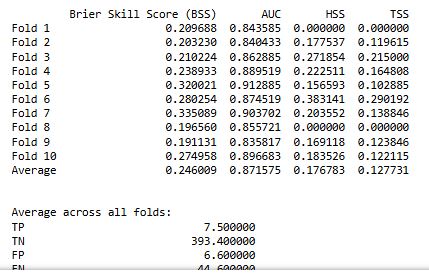 Brier Skill Score (BSS) AUC HSS TSS
Fold 1 0.209688 0.843585 0.000000 0.000000
Fold 2 0.203230 0.840433 0.177537 0.119615
Fold 3 0.210224 0.862885 0.271854 0.215000
Fold 4 0.238933 0.889519 0.222511 0.164808
Fold 5 0.320021 0.912885 0.156593 0.102885
Fold 6 0.280254 0.874519 0.383141 0.290192
Fold 7 0.335089 0.903702 0.203552 0.138846
Fold 8 0.196560 0.855721 0.000000 0.000000
Fold 9 0.191131 0.835817 0.169118 0.123846
Fold 10 0.274958 0.896683 0.183526 0.122115
Average 0.246009 0.871575 0.176783 0.127731
Average across all folds:
TP 7.500000
TN 393.400000
FP 6.600000
FN 44.600000